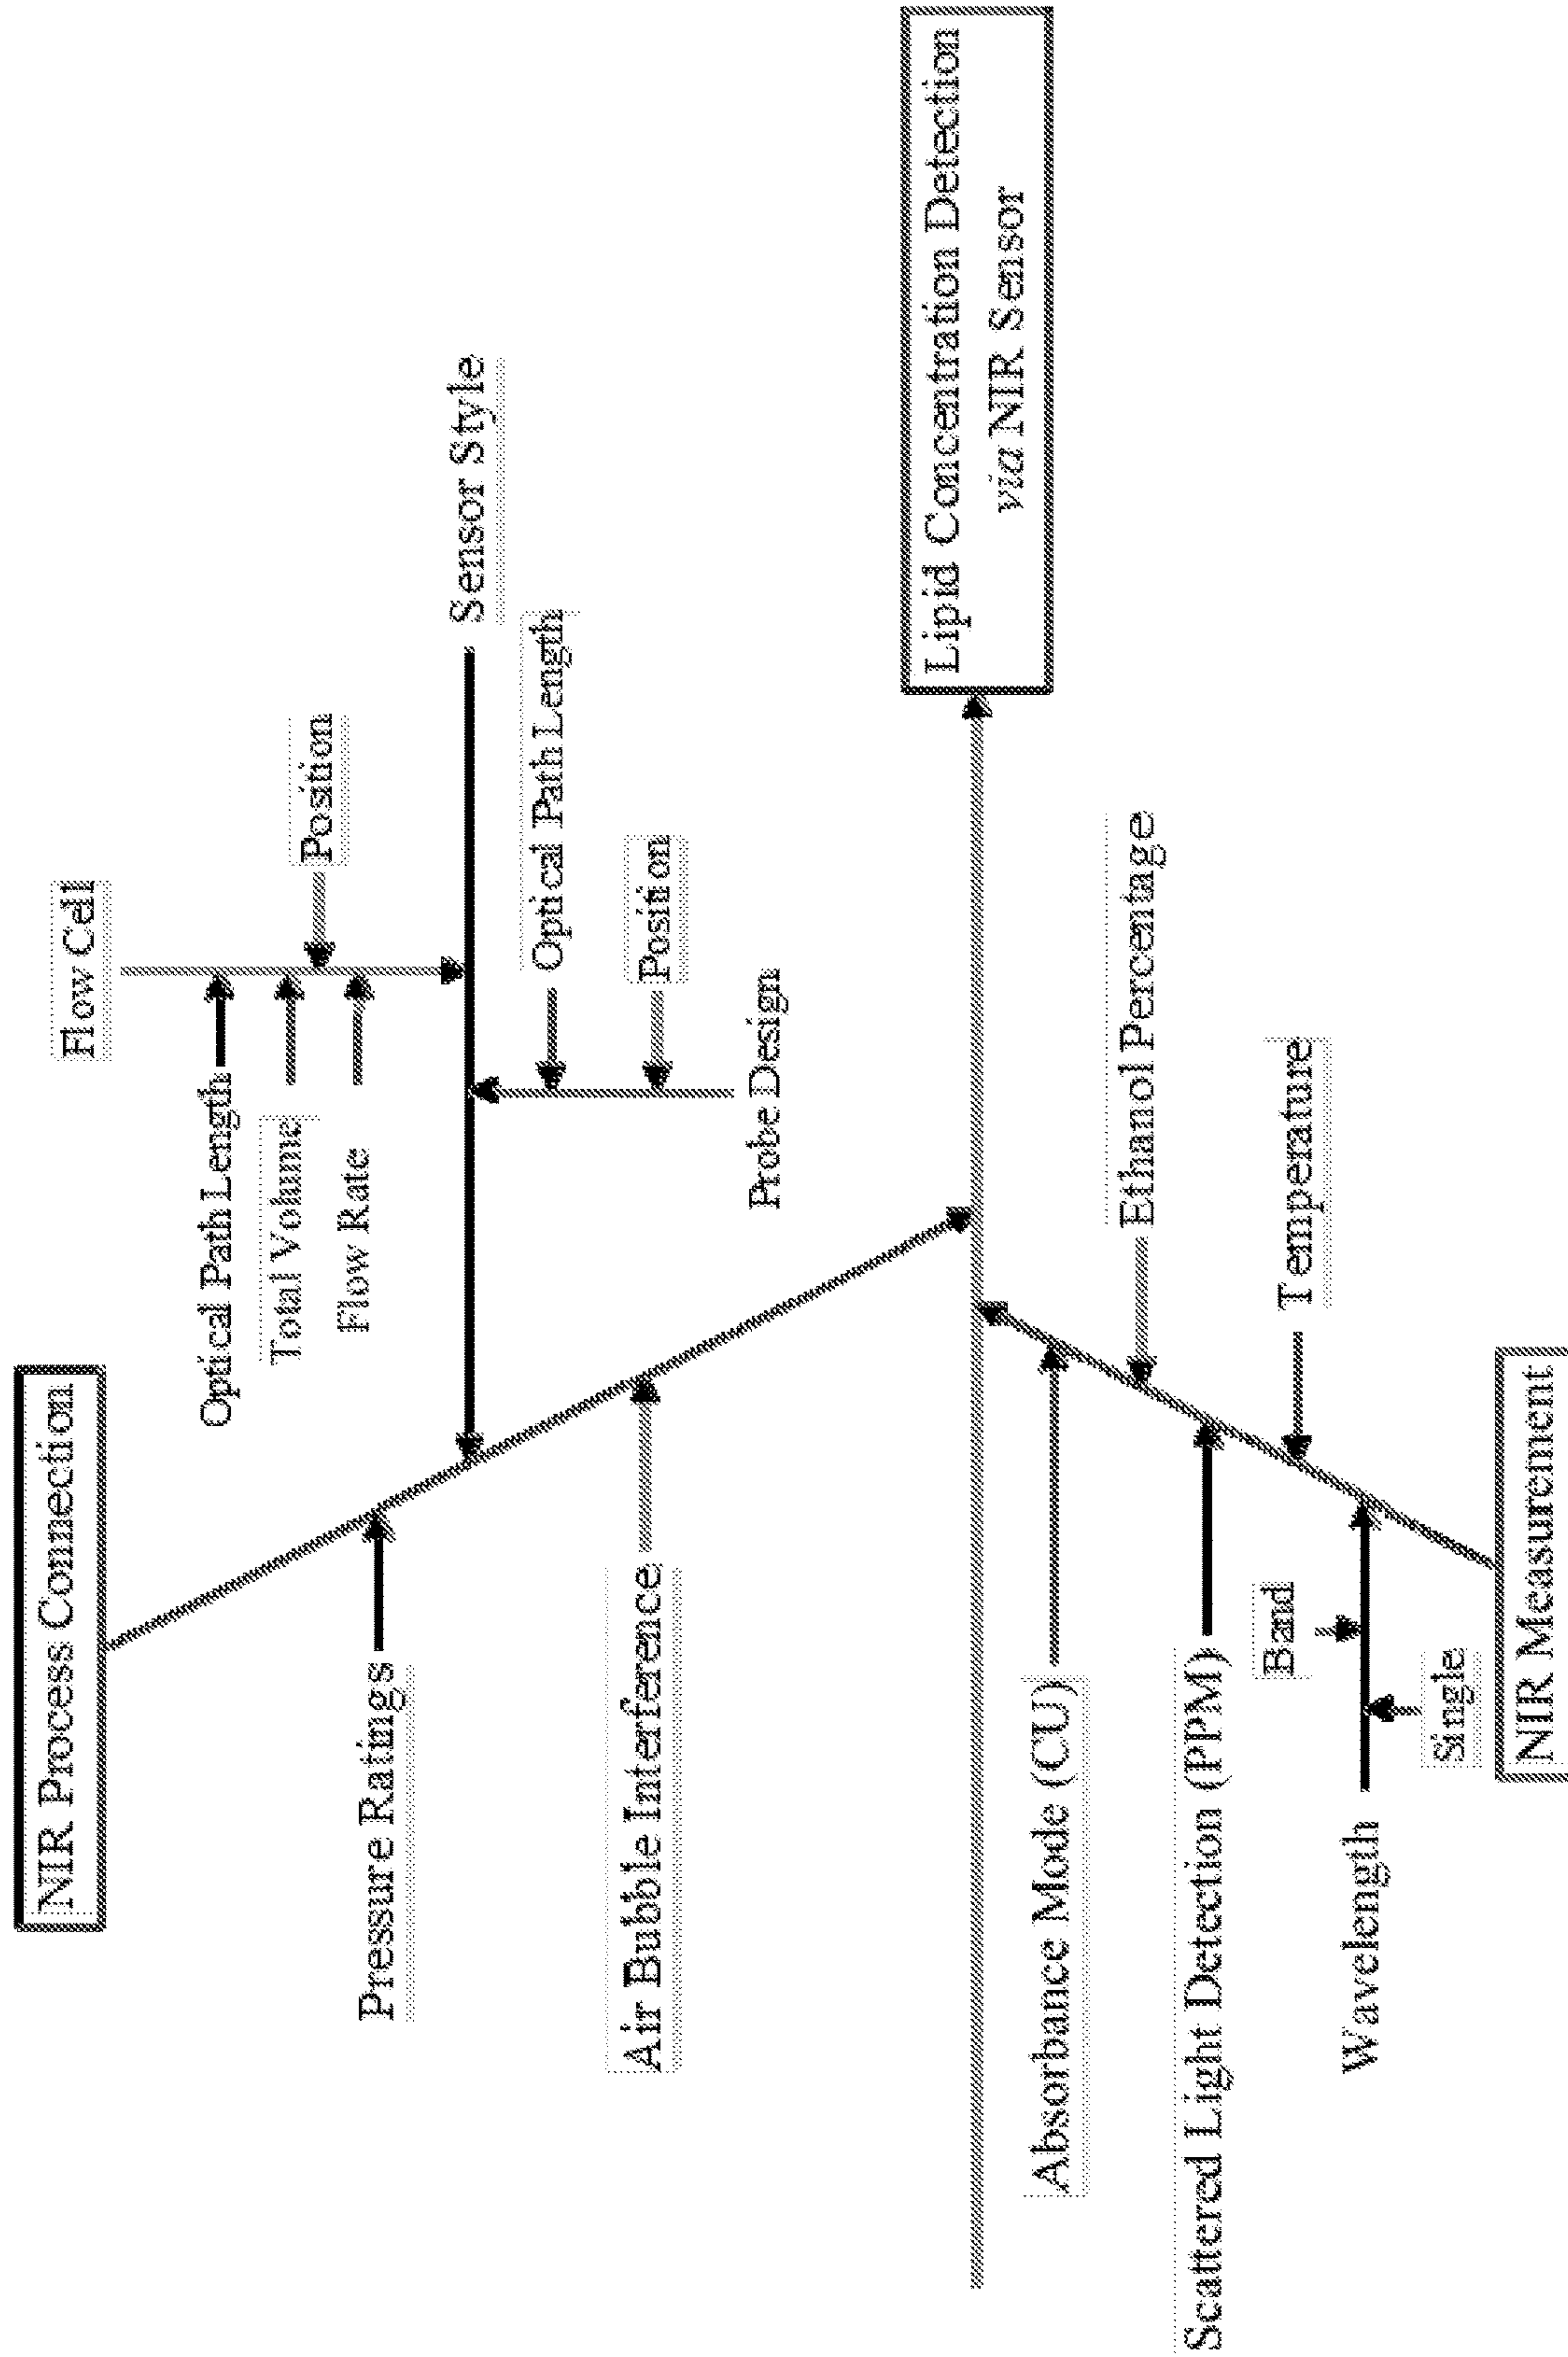 NIR Process Connection
Flow Cell
Optical Path Length
Total Volume
Position
Flow Rate
Pressure Ratings
Sensor Style
Optical Path Length
Air Bubble Interference
Position
Probe Design
Lipid Concentration Detection
via NIR Sensor
Absorbance Mode (CU)
Ethanol Percentage
Scattered Light Detection (PPM)
Temperature
Band
Wavelength
Single
NIR Measurement